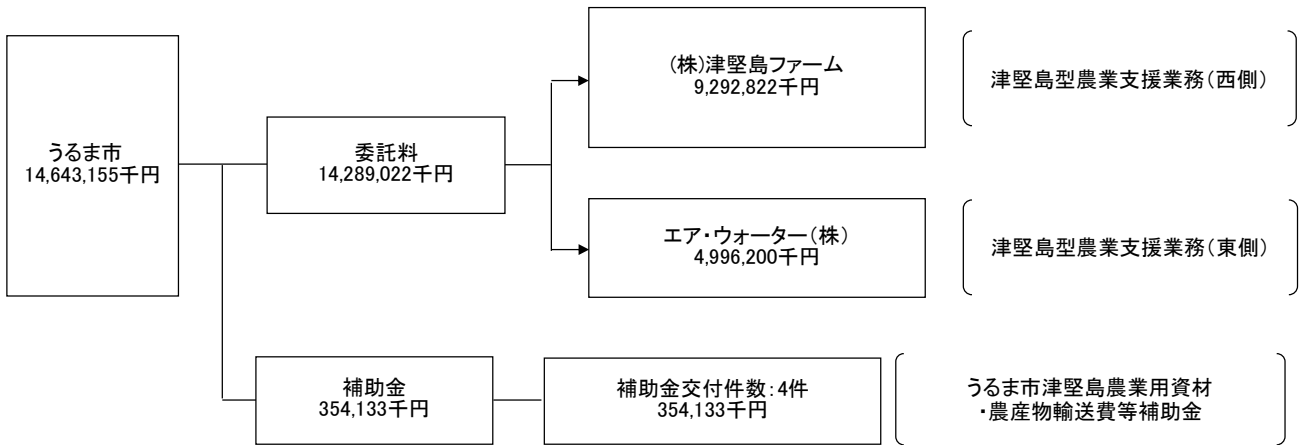 うるま市
14,643,155千円
委託料
14,289,022千円
(株)津堅島ファーム
9,292,822千円
津堅島型農業支援業務(西側)
エア・ウォーター(株)
4,996,200千円
津堅島型農業支援業務(東側)
補助金
354,133千円
補助金交付件数:4件
354,133千円
うるま市津堅島農業用資材
・農産物輸送費等補助金